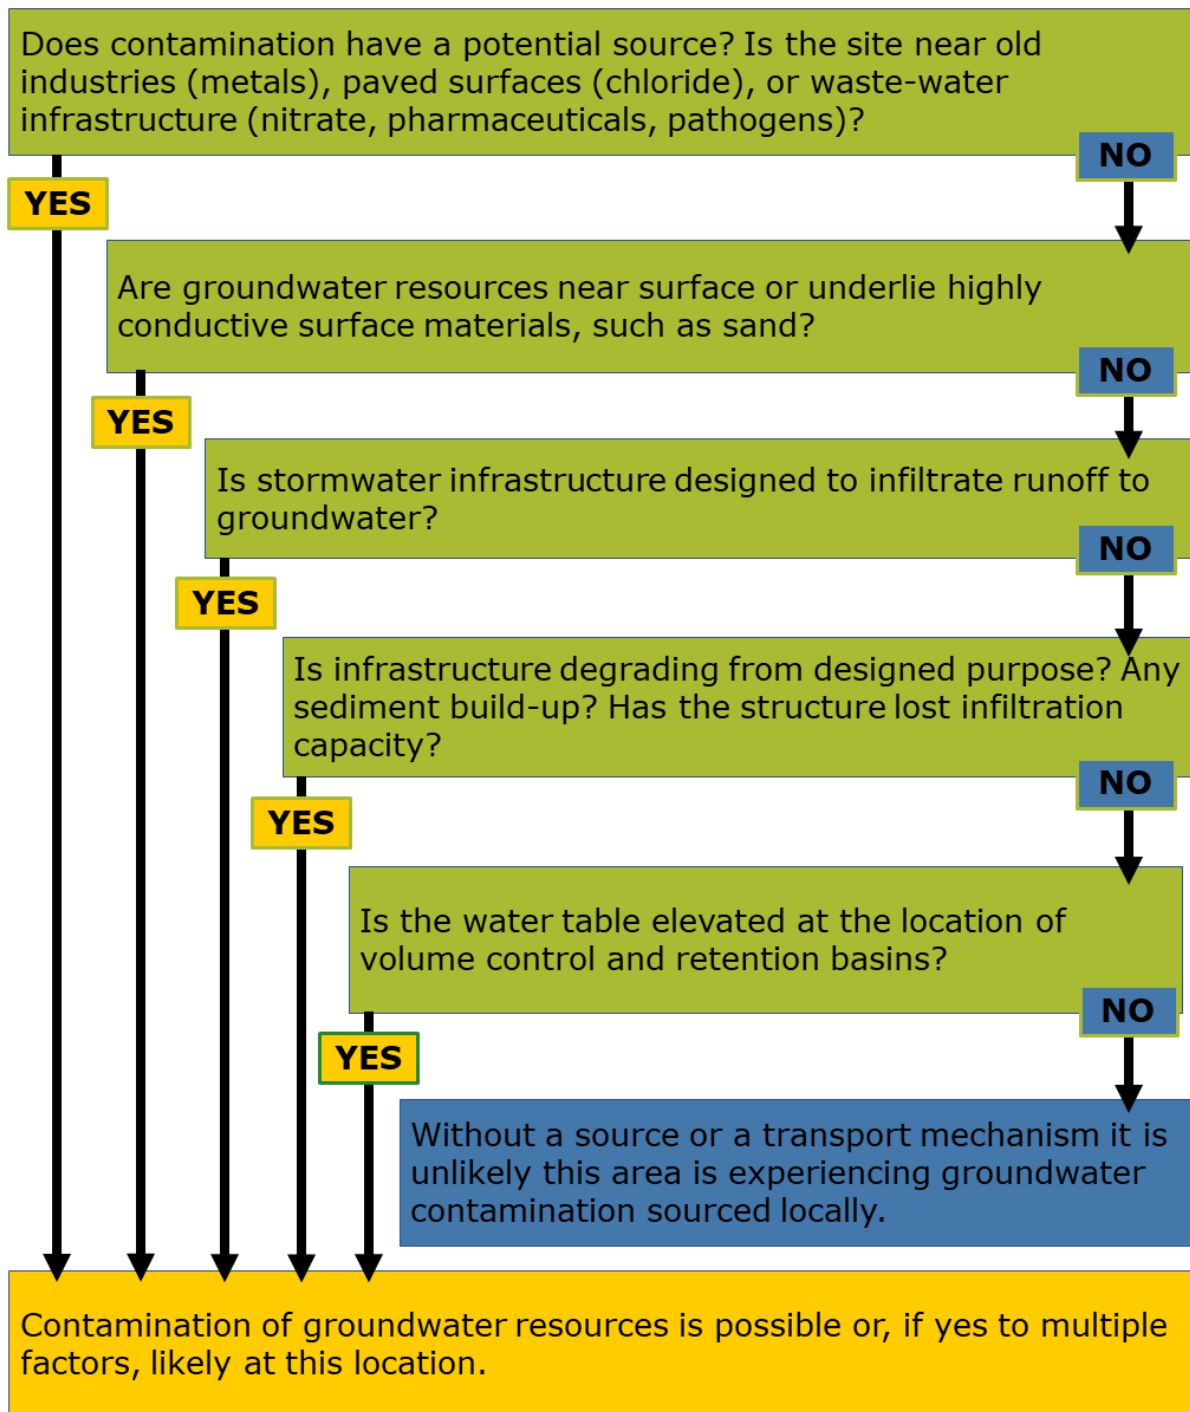 Does contamination have a potential source? Is the site near old
industries (metals), paved surfaces (chloride), or waste-water
infrastructure (nitrate, pharmaceuticals, pathogens)?
NO
YES
Are groundwater resources near surface or underlie highly
conductive surface materials, such as sand?
NO
YES
Is stormwater infrastructure designed to infiltrate runoff to
groundwater?
NO
YES
Is infrastructure degrading from designed purpose? Any
sediment build-up? Has the structure lost infiltration
capacity?
NO
YES
Is the water table elevated at the location of
volume control and retention basins?
NO
YES
Without a source or a transport mechanism it is
unlikely this area is experiencing groundwater
contamination sourced locally.
Contamination of groundwater resources is possible or, if yes to multiple
factors, likely at this location.